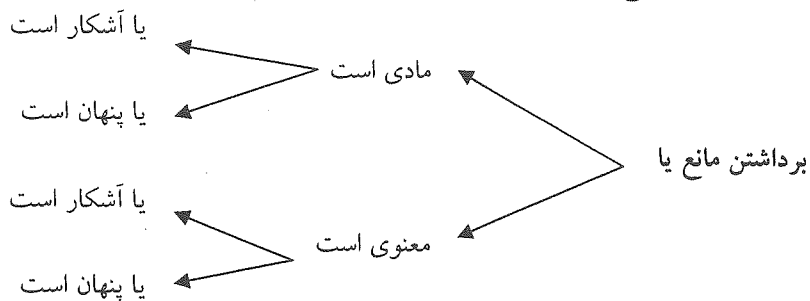 برداشتن مانع یا
مادی است
یا آشکار است
یا پنهان است
معنوی است
یا آشکار است
یا پنهان است